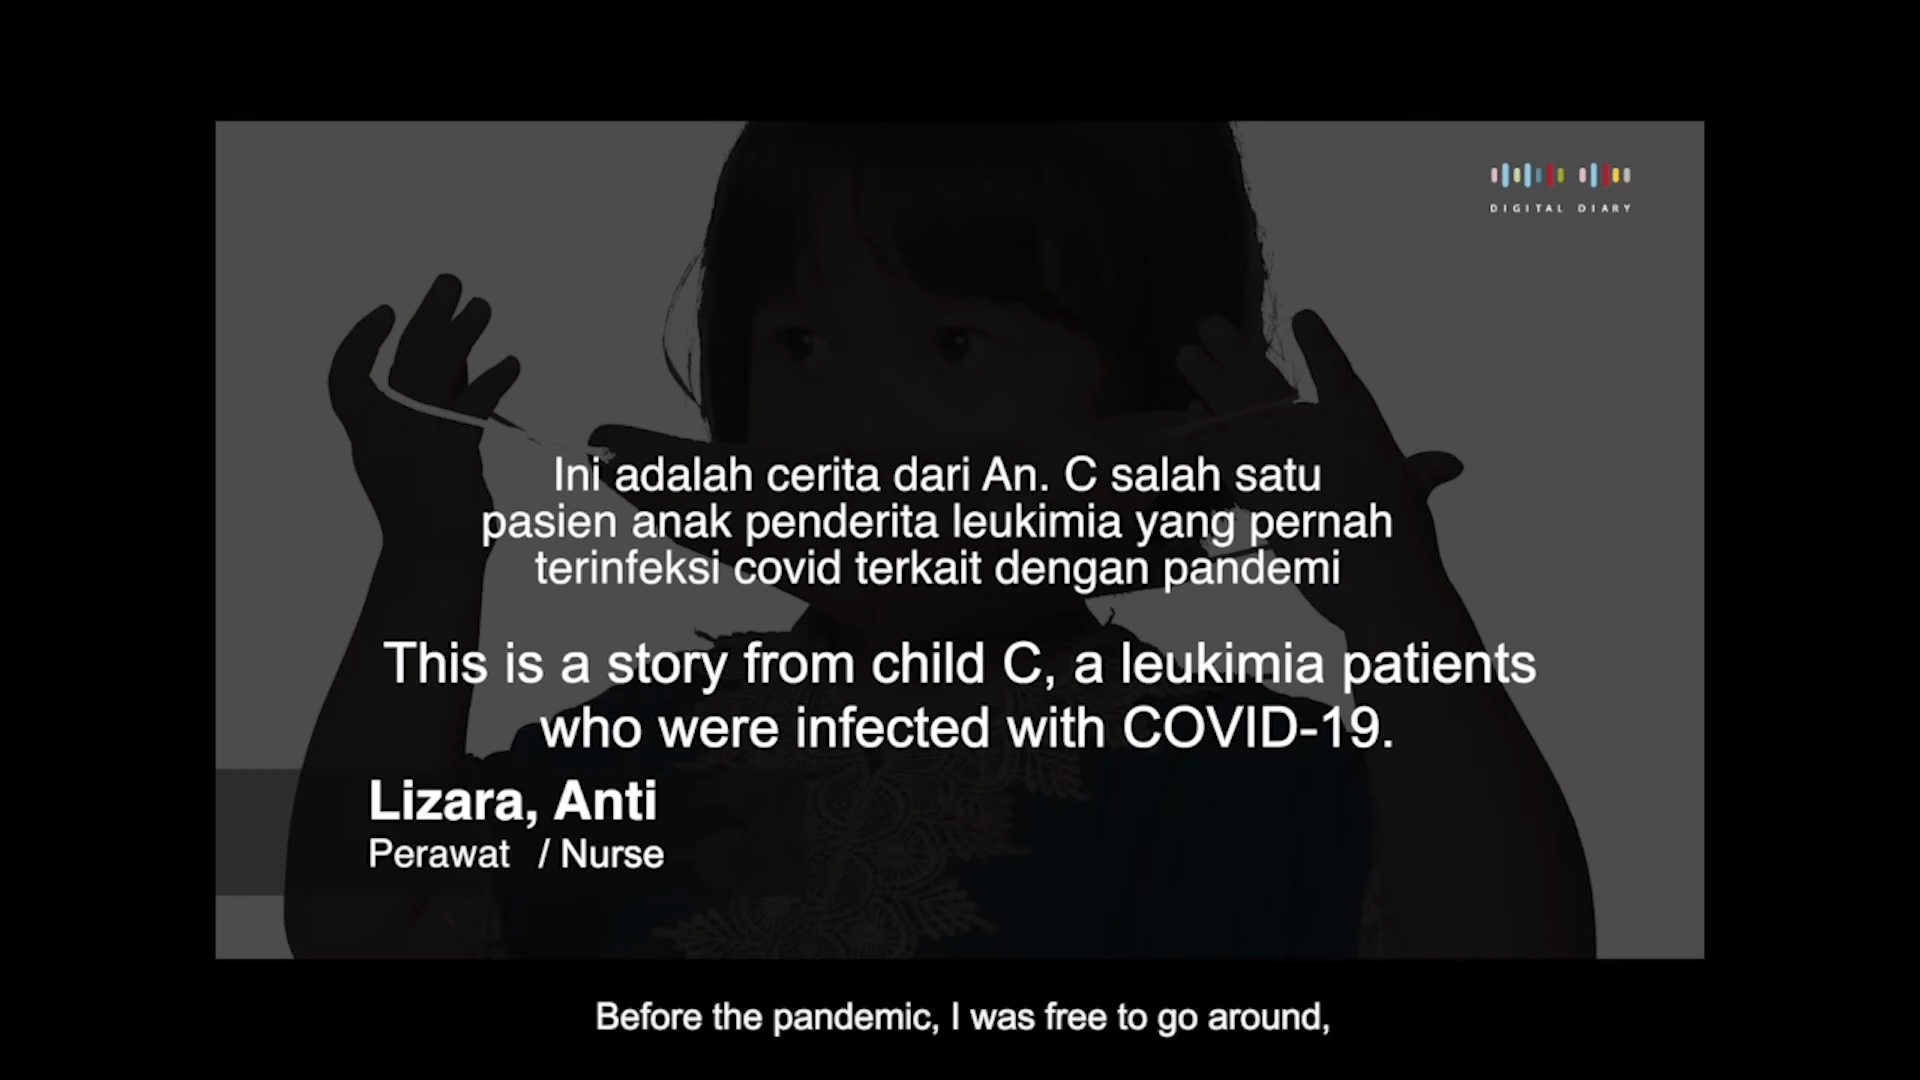 DIGITAL DIARY
Ini adalah cerita dari An. C salah satu
pasien anak penderita leukimia yang pernah
terinfeksi covid terkait dengan pandemi
This is a story from child C, a leukimia patients
who were infected with COVID-19.
Lizara, Anti
Perawat / Nurse
Before the pandemic, I was free to go around,